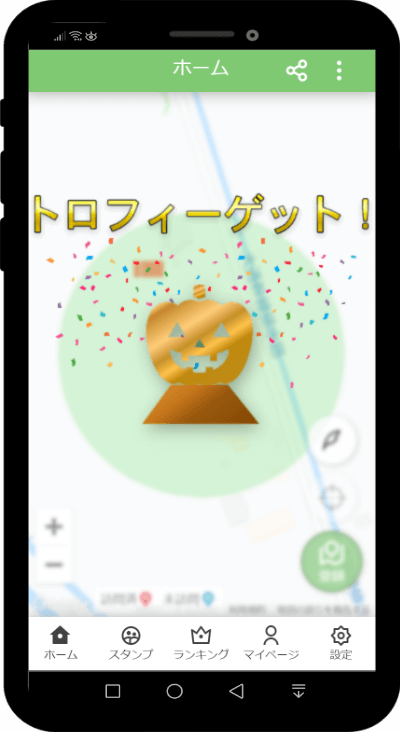 ホーム
トロフィーゲット！
訪問済
未訪問
登録
ホーム
スタンプ
ランキング
マイページ
設定